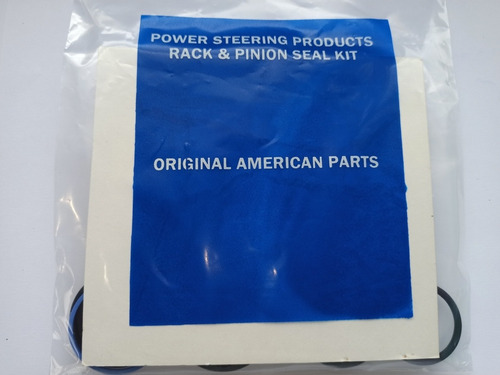 POWER STEERING PRODUCTS
RACK & PINION SEAL KIT
ORIGINAL AMERICAN PARTS